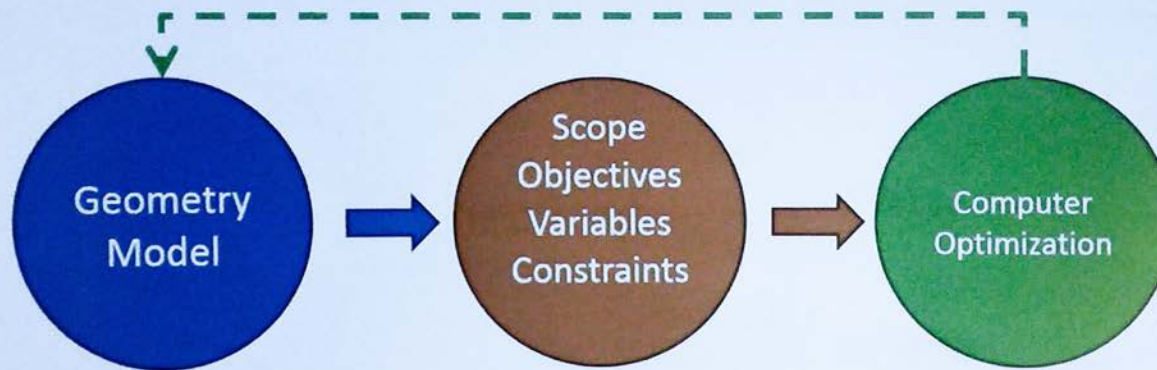 Geometry
Model
Scope
Objectives
Variables
Constraints
Computer
Optimization